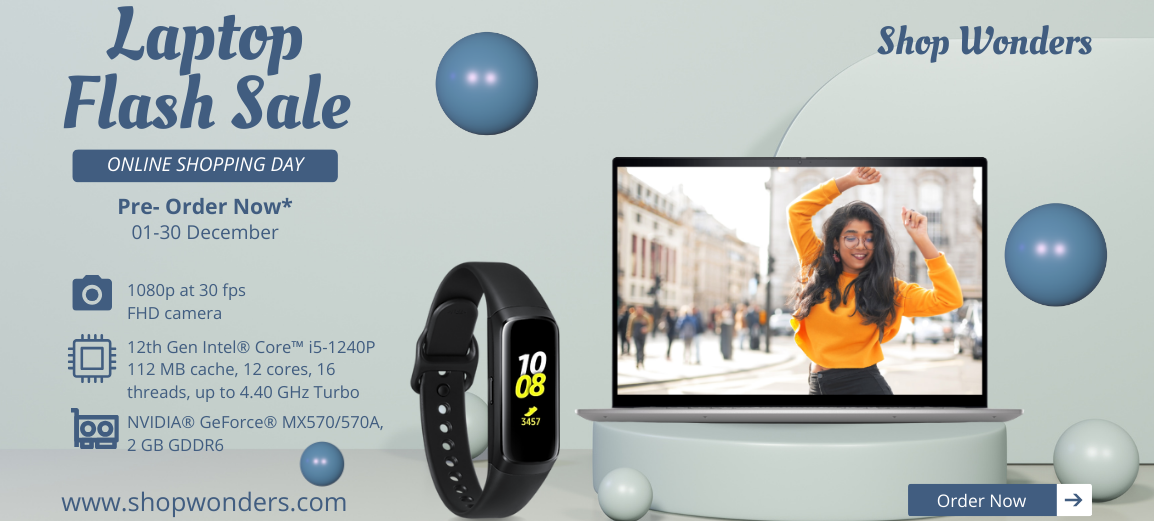 Laptop
Flash Sale
Shop Wonders
ONLINE SHOPPING DAY
Pre- Order Now*
01-30 December
1080p at 30 fps
FHD camera
12th Gen Intel® Core™ i5-1240P
112 MB cache, 12 cores, 16
threads, up to 4.40 GHz Turbo
NVIDIA® GeForce® MX570/570A,
2 GB GDDR6
www.shopwonders.com
10
08
3457
Order Now